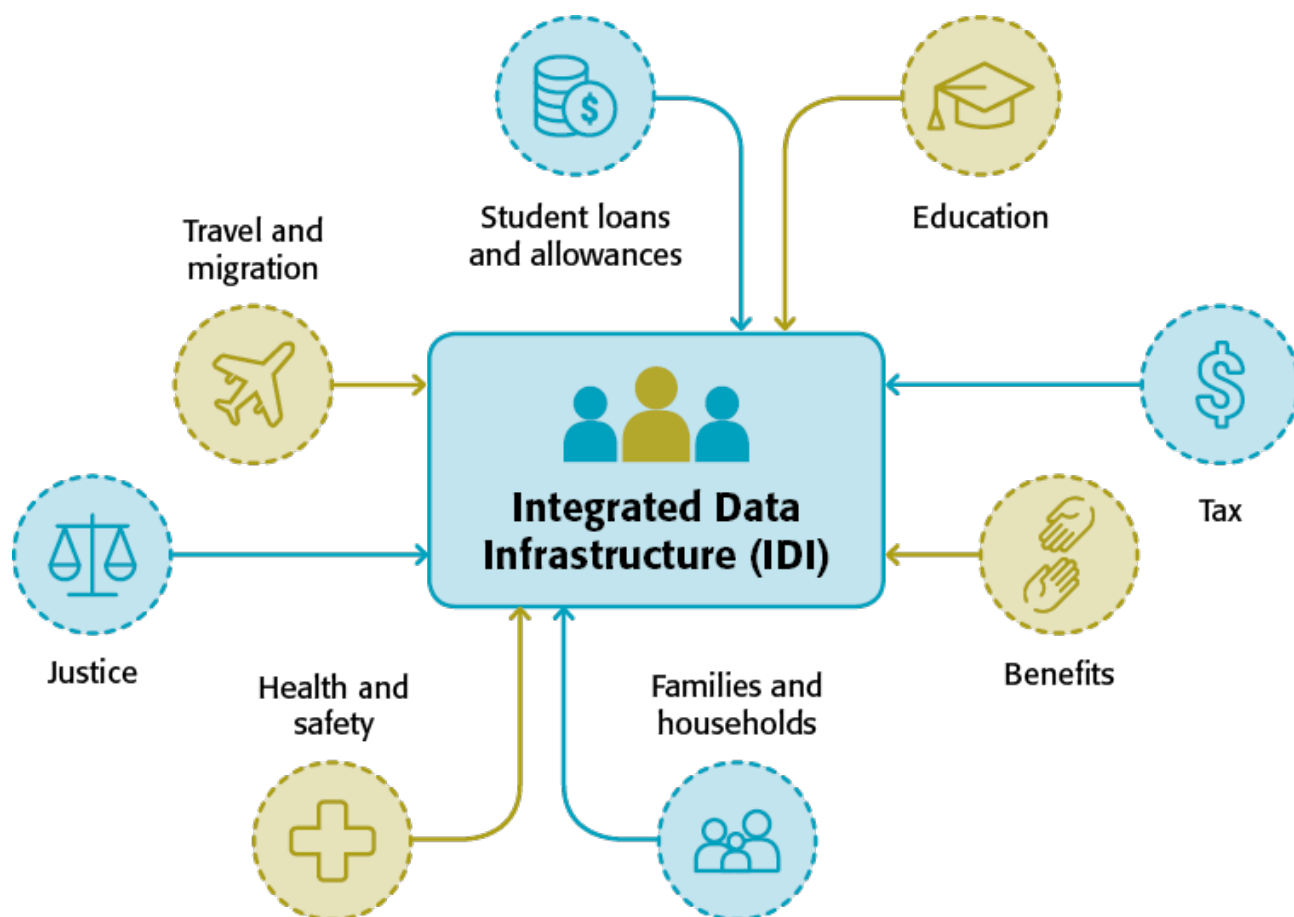 Student loans
and allowances
Education
Travel and
migration
Integrated Data
Infrastructure (IDI)
$
$
Tax
Justice
Benefits
Health and
safety
Families and
households